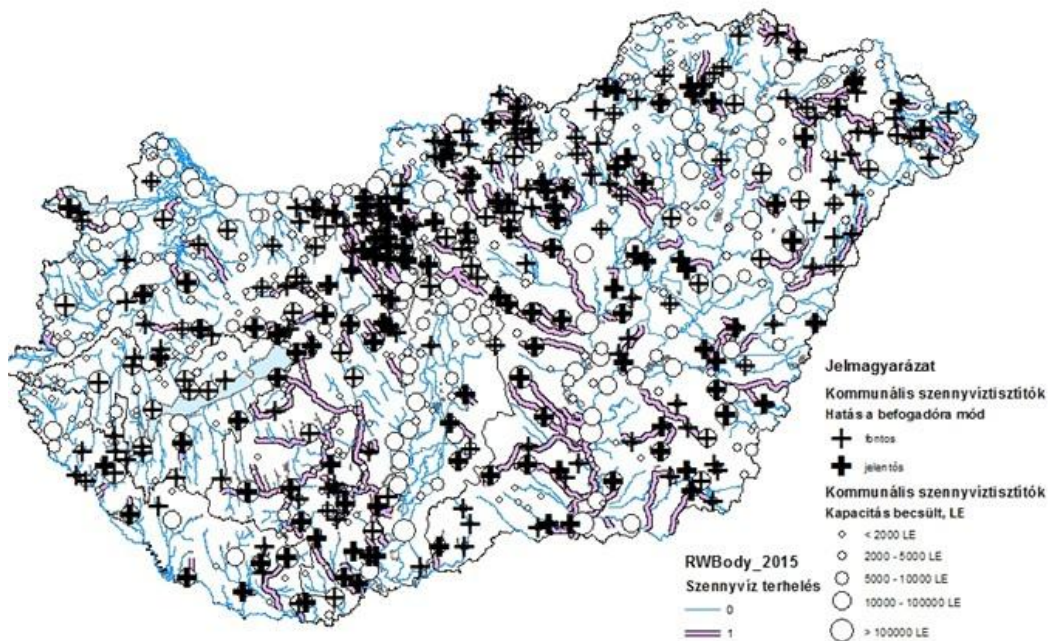 Jelmagyarázat
Kommunális szennyvíztisztítók
Hatás a befogadóra mód
fontos
jelentős
Kommunális szennyvíztisztítók
Kapacitás becsült, LE
< 2000 LE
2000 - 5000 LE
5000 - 10000 LE
10000 - 100000 LE
> 100000 LE
RWBody_2015
Szennyvíz terhelés
0
1